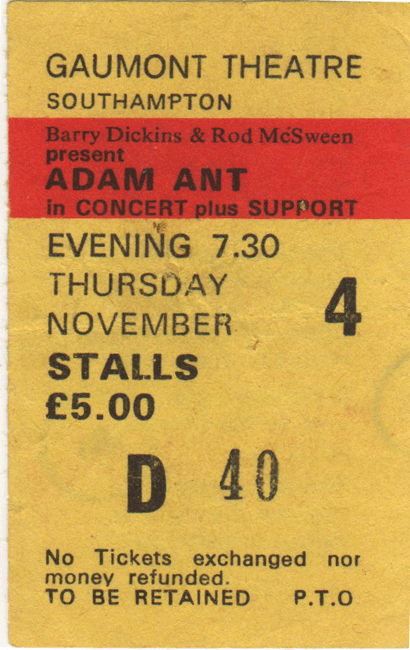 GAUMONT THEATRE
SOUTHAMPTON
Barry Dickins & Rod McSween
present
ADAM ANT
in CONCERT plus SUPPORT
EVENING 7.30
THURSDAY
NOVEMBER 4
STALLS
£5.00
D 40
No Tickets exchanged nor
money refunded.
TO BE RETAINED P.T.O